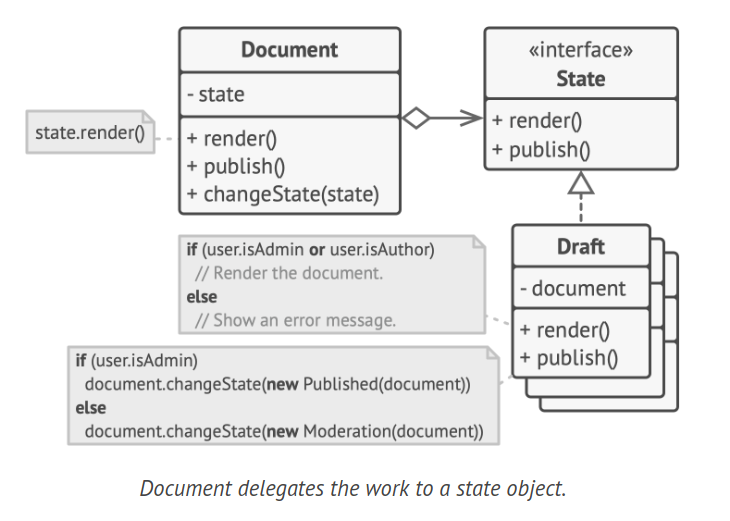 Document
- state
+ render()
+ publish()
+ changeState(state)
state.render()
«interface»
State
+ render()
+ publish()
Draft
- document
+ render()
+ publish()
if (user.isAdmin or user.isAuthor)
// Render the document.
else
// Show an error message.
if (user.isAdmin)
document.changeState(new Published(document))
else
document.changeState(new Moderation(document))
Document delegates the work to a state object.